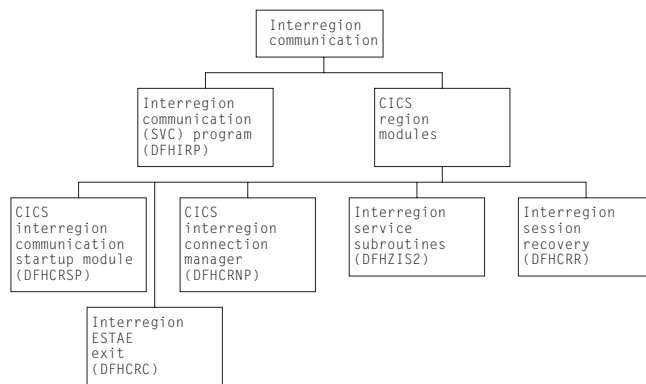 Interregion
communication
Interregion
communication
(SVC) program
(DFHIRP)
CICS
region
modules
CICS
interregion
communication
startup module
(DFHCRSP)
CICS
interregion
connection
manager
(DFHCRNP)
Interregion
service
subroutines
(DFHZIS2)
Interregion
session
recovery
(DFHCRR)
Interregion
ESTAE
exit
(DFHCRC)